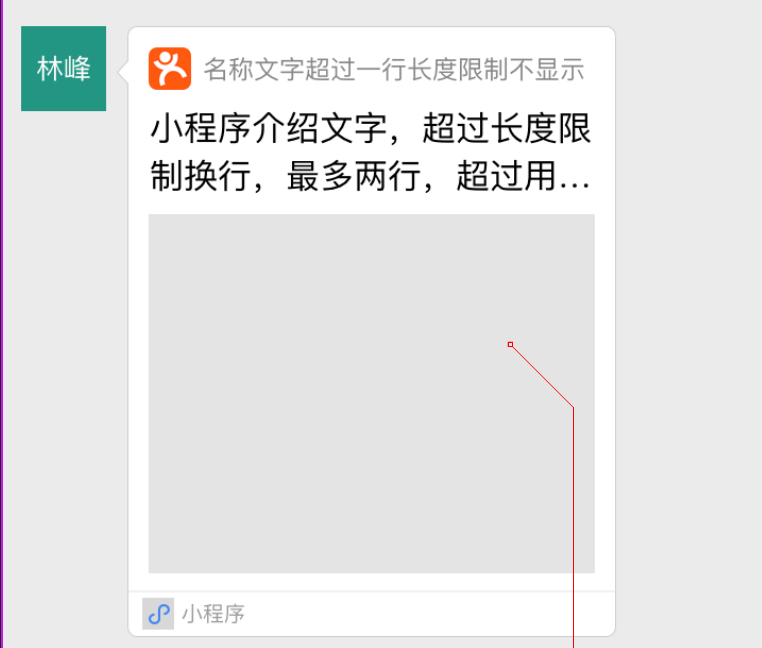 林峰
名称文字超过一行长度限制不显示
小程序介绍文字，超过长度限
制换行，最多两行，超过用...
小程序